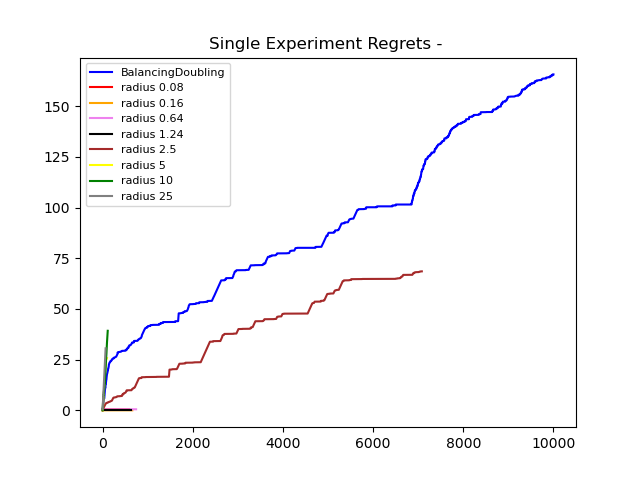 Single Experiment Regrets -
BalancingDoubling
radius 0.08
radius 0.16
radius 0.64
radius 1.24
radius 2.5
radius 5
radius 10
radius 25
150
125
100
75
50
25
0
0 2000 4000 6000 8000 10000